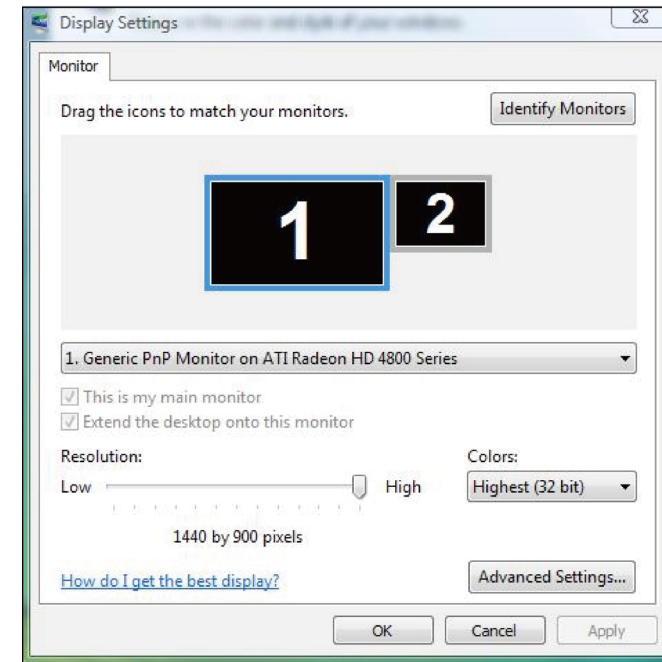 Display Settings
Monitor
Drag the icons to match your monitors.
Identify Monitors
1 2
1. Generic PnP Monitor on ATI Radeon HD 4800 Series
This is my main monitor
Extend the desktop onto this monitor
Resolution: Colors:
Low High Highest (32 bit)
1440 by 900 pixels
How do I get the best display? Advanced Settings...
OK Cancel Apply